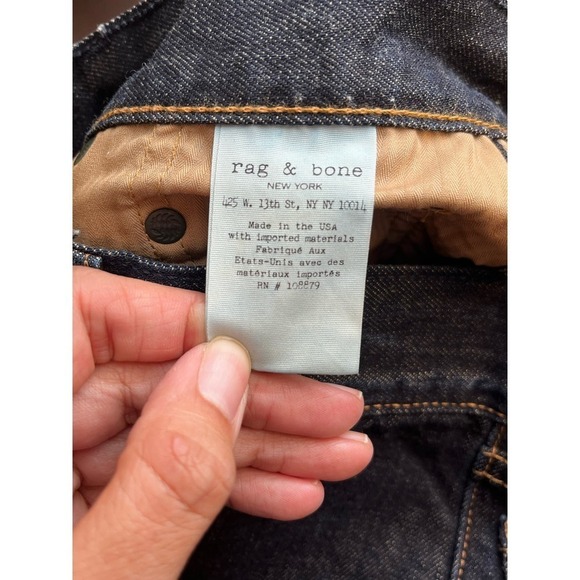 rag & bone
NEW YORK
425 W. 13th St, NY NY 10014
Made in the USA
with imported materials
Fabriqué Aux
Etats-Unis avec des
matériaux importés
RN # 108879